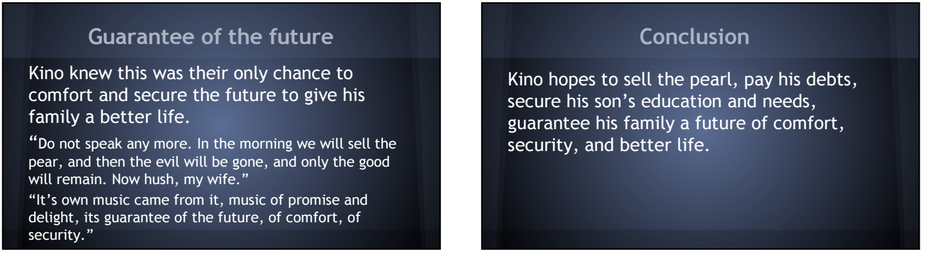 Guarantee of the future
Kino knew this was their only chance to
comfort and secure the future to give his
family a better life.
“Do not speak any more. In the morning we will sell the
pear, and then the evil will be gone, and only the good
will remain. Now hush, my wife.”
“It’s own music came from it, music of promise and
delight, its guarantee of the future, of comfort, of
security.”
Conclusion
Kino hopes to sell the pearl, pay his debts,
secure his son’s education and needs,
guarantee his family a future of comfort,
security, and better life.